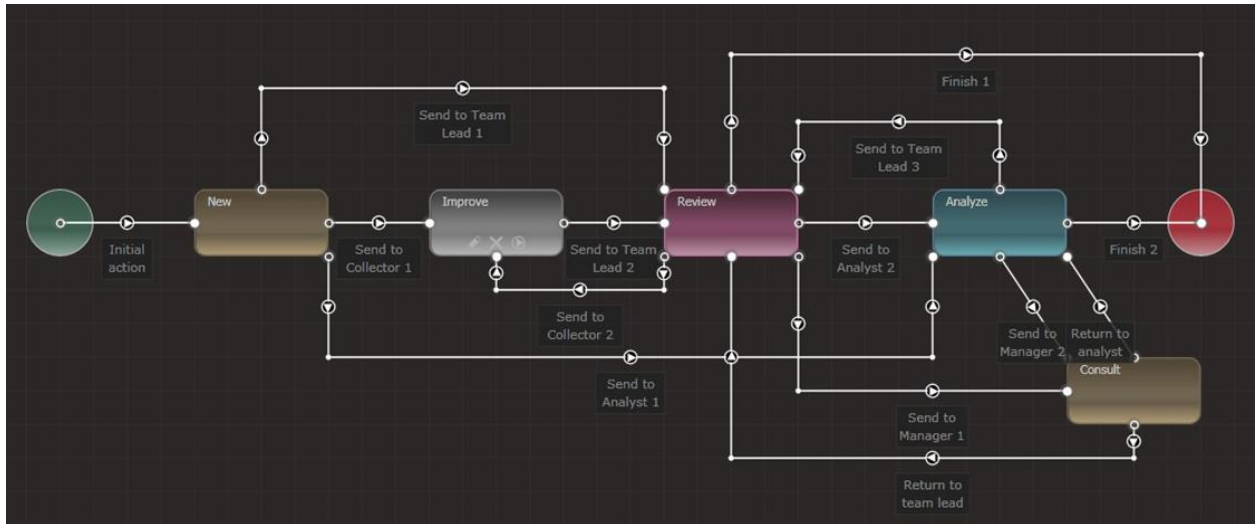 Finish 1
Send to Team
Lead 1
Send to Team
Lead 3
New
Improve
Review
Analyze
Initial
action
Send to
Collector 1
Send to Team
Lead 2
Send to
Analyst 2
Finish 2
Send to
Collector 2
Send to
Manager 2
Return to
analyst
Consult
Send to
Analyst 1
Send to
Manager 1
Return to
team lead